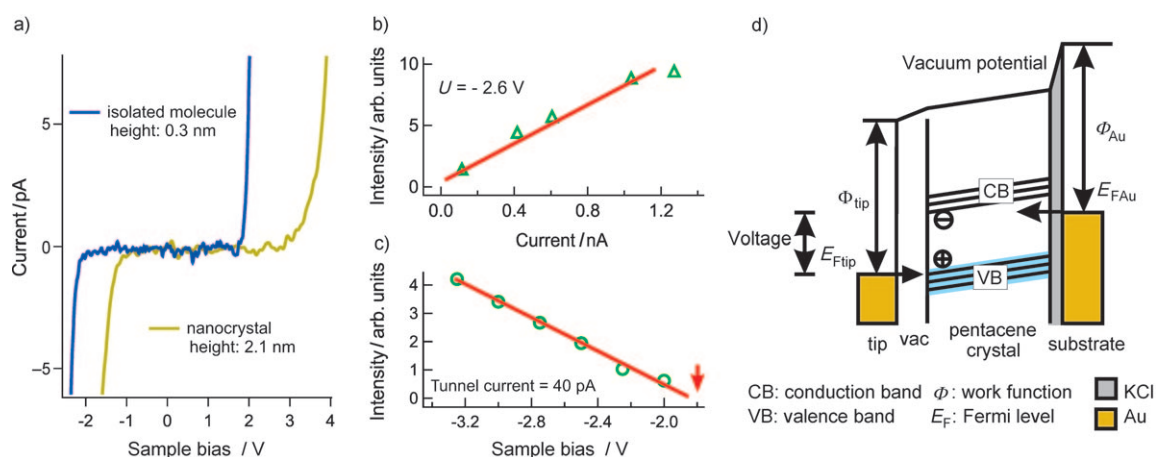 a)
Current/pA
5
0
−5
isolated molecule
height: 0.3 nm
nanocrystal
height: 2.1 nm
-2 -1 0 1 2 3 4
Sample bias / V
b)
Intensity / arb. units
10
5
0
U = - 2.6 V
0.0 0.4 0.8 1.2
Current / nA
c)
Intensity / arb. units
4
3
2
1
0
Tunnel current = 40 pA
-3.2 -2.8 -2.4 -2.0
Sample bias / V
d)
Vacuum potential
Φtip
ΦAu
CB
EFAu
Voltage
EFtip
VB
tip vac pentacene crystal substrate
CB: conduction band Φ: work function KCl
VB: valence band EF: Fermi level Au